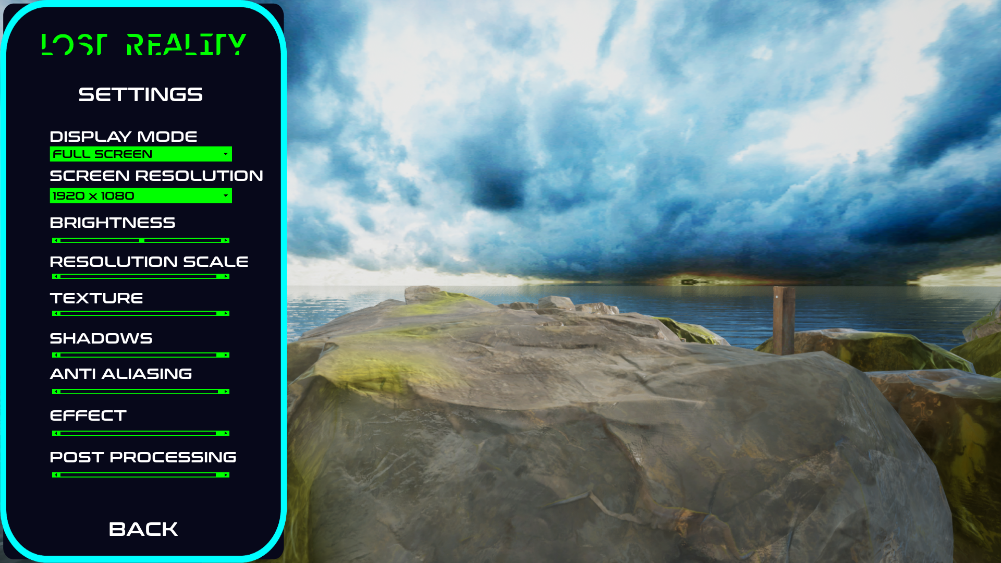 LOST REALITY
SETTINGS
DISPLAY MODE
FULL SCREEN
SCREEN RESOLUTION
1920 x 1080
BRIGHTNESS
RESOLUTION SCALE
TEXTURE
SHADOWS
ANTI ALIASING
EFFECT
POST PROCESSING
BACK